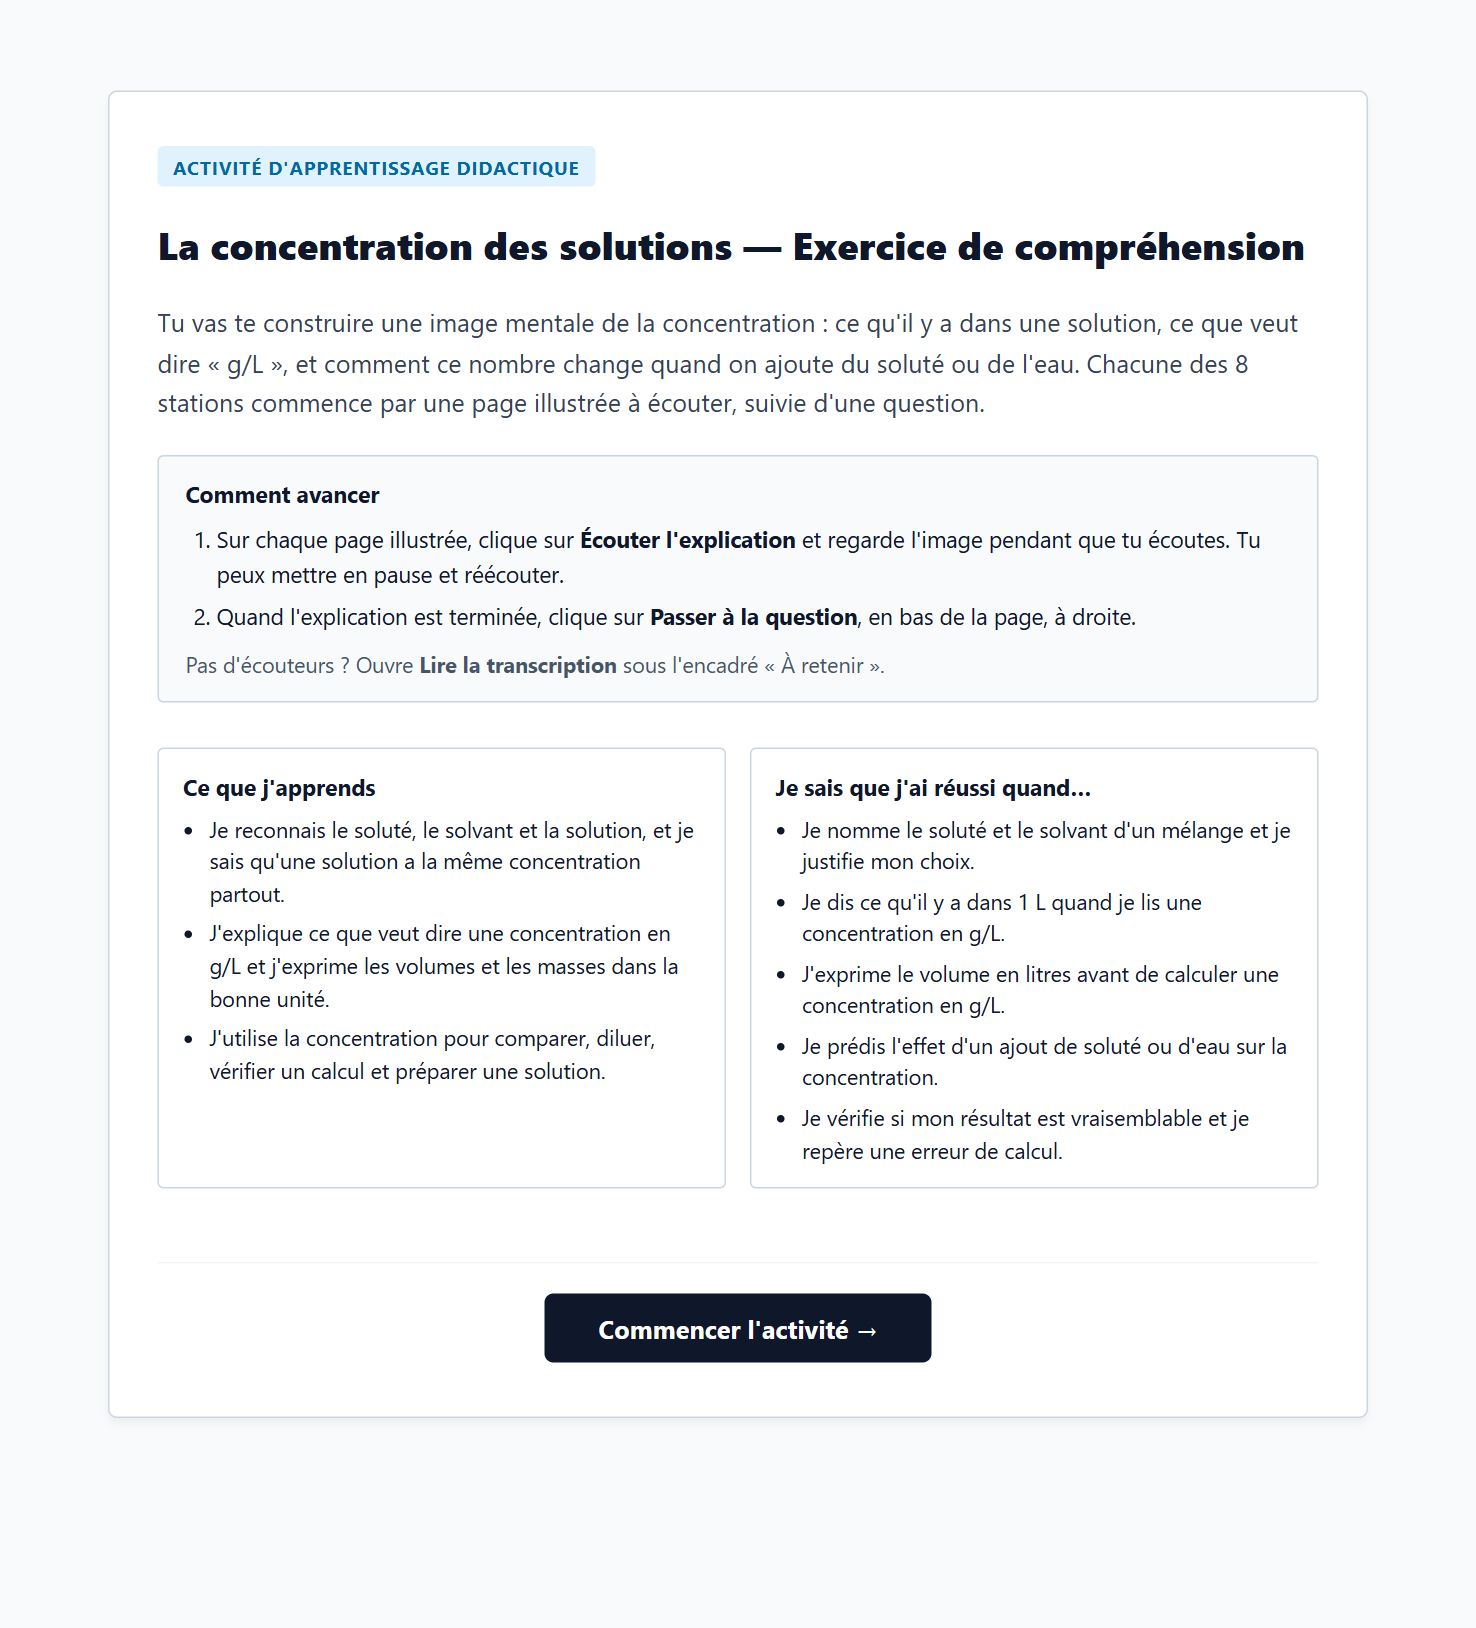 ACTIVITÉ D'APPRENTISSAGE DIDACTIQUE
La concentration des solutions — Exercice de compréhension
Tu vas te construire une image mentale de la concentration : ce qu'il y a dans une solution, ce que veut
dire « g/L », et comment ce nombre change quand on ajoute du soluté ou de l'eau. Chacune des 8
stations commence par une page illustrée à écouter, suivie d'une question.
Comment avancer
1. Sur chaque page illustrée, clique sur Écouter l'explication et regarde l'image pendant que tu écoutes. Tu
peux mettre en pause et réécouter.
2. Quand l'explication est terminée, clique sur Passer à la question, en bas de la page, à droite.
Pas d'écouteurs ? Ouvre Lire la transcription sous l'encadré « À retenir ».
Ce que j'apprends
• Je reconnais le soluté, le solvant et la solution, et je
sais qu'une solution a la même concentration
partout.
• J'explique ce que veut dire une concentration en
g/L et j'exprime les volumes et les masses dans la
bonne unité.
• J'utilise la concentration pour comparer, diluer,
vérifier un calcul et préparer une solution.
Je sais que j'ai réussi quand…
• Je nomme le soluté et le solvant d'un mélange et je
justifie mon choix.
• Je dis ce qu'il y a dans 1 L quand je lis une
concentration en g/L.
• J'exprime le volume en litres avant de calculer une
concentration en g/L.
• Je prédis l'effet d'un ajout de soluté ou d'eau sur la
concentration.
• Je vérifie si mon résultat est vraisemblable et je
repère une erreur de calcul.
Commencer l'activité →